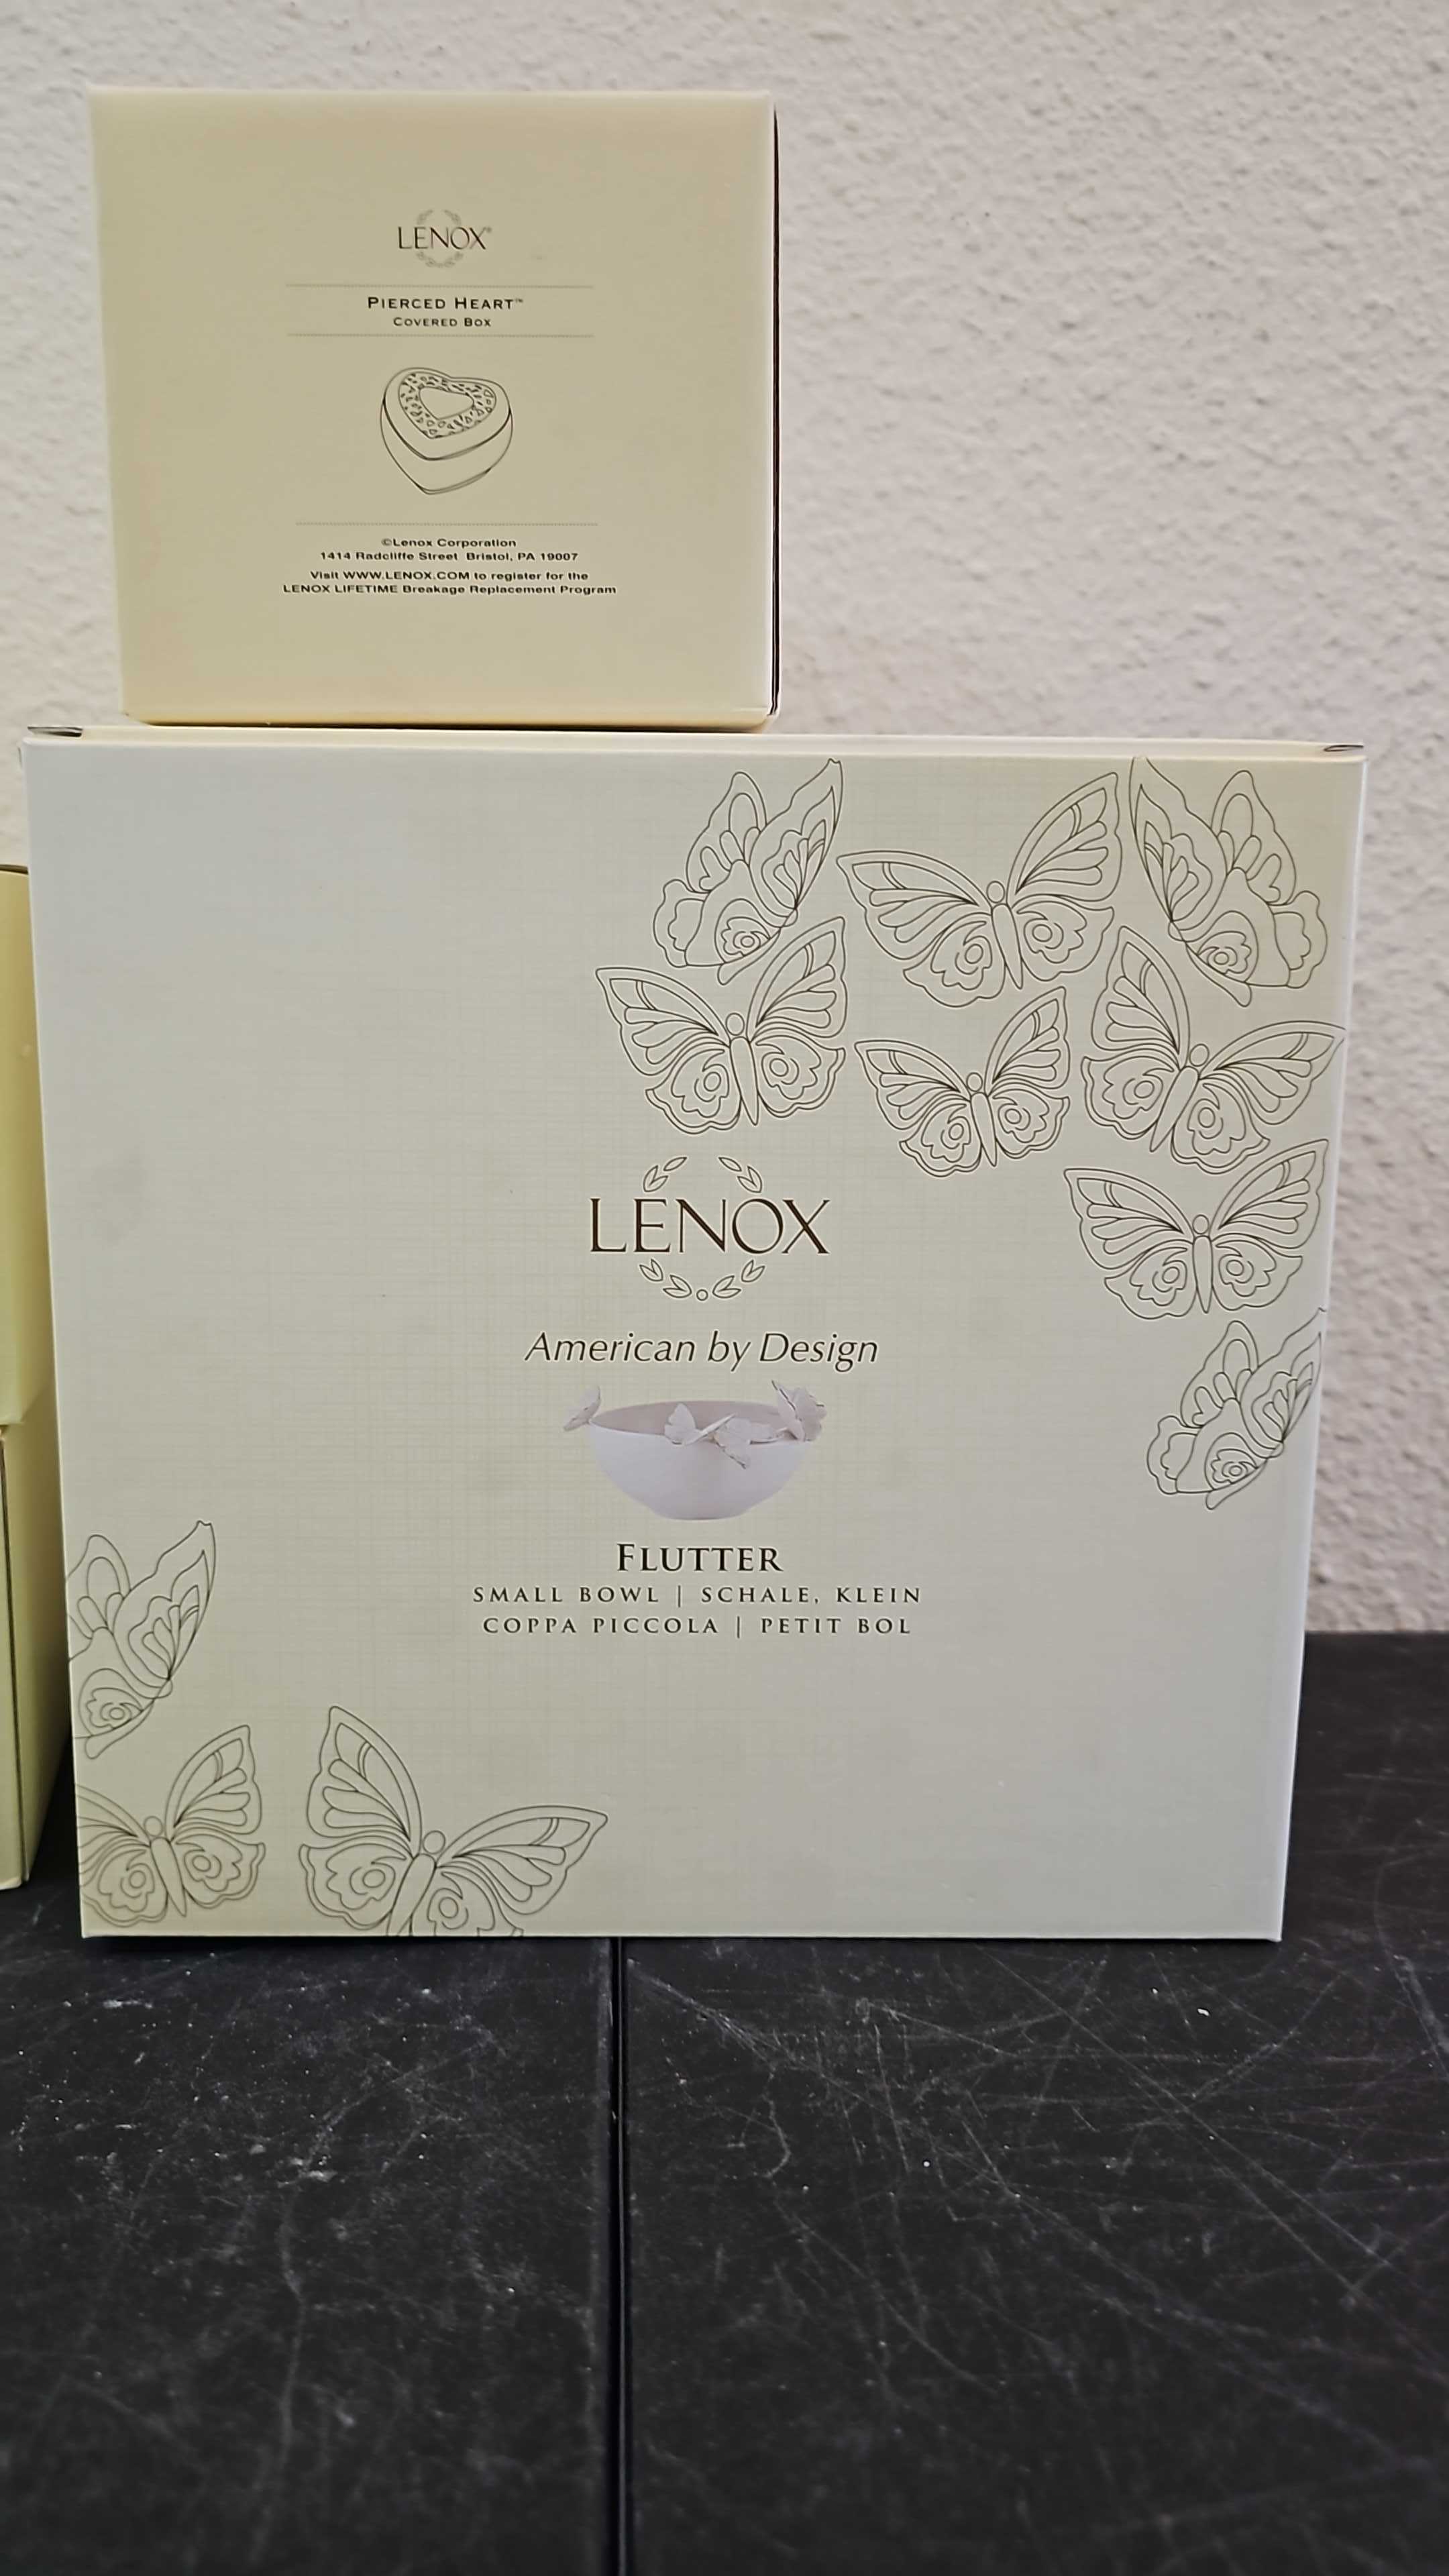 LENOX®
PIERCED HEART™
COVERED BOX
©Lenox Corporation
1414 Radcliffe Street Bristol, PA 19007
Visit WWW.LENOX.COM to register for the
LENOX LIFETIME Breakage Replacement Program
LENOX
American by Design
FLUTTER
SMALL BOWL | SCHALE, KLEIN
COPPA PICCOLA | PETIT BOL